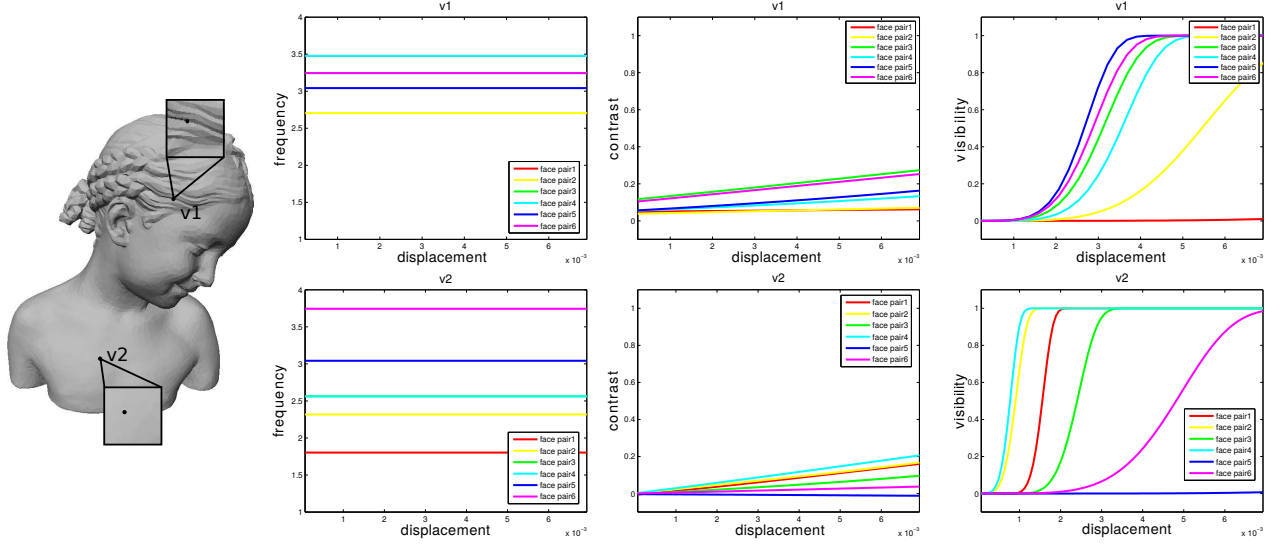 v1
v2
v1
frequency
4
3.5
3
2.5
2
1.5
1
face pair1
face pair2
face pair3
face pair4
face pair5
face pair6
1 2 3 4 5 6
displacement
x 10⁻³
v1
contrast
1
0.8
0.6
0.4
0.2
0
face pair1
face pair2
face pair3
face pair4
face pair5
face pair6
1 2 3 4 5 6
displacement
x 10⁻³
v1
visibility
1
0.8
0.6
0.4
0.2
0
face pair1
face pair2
face pair3
face pair4
face pair5
face pair6
1 2 3 4 5 6
displacement
x 10⁻³
v2
frequency
4
3.5
3
2.5
2
1.5
1
face pair1
face pair2
face pair3
face pair4
face pair5
face pair6
1 2 3 4 5 6
displacement
x 10⁻³
v2
contrast
1
0.8
0.6
0.4
0.2
0
face pair1
face pair2
face pair3
face pair4
face pair5
face pair6
1 2 3 4 5 6
displacement
x 10⁻³
v2
visibility
1
0.8
0.6
0.4
0.2
0
face pair1
face pair2
face pair3
face pair4
face pair5
face pair6
1 2 3 4 5 6
displacement
x 10⁻³